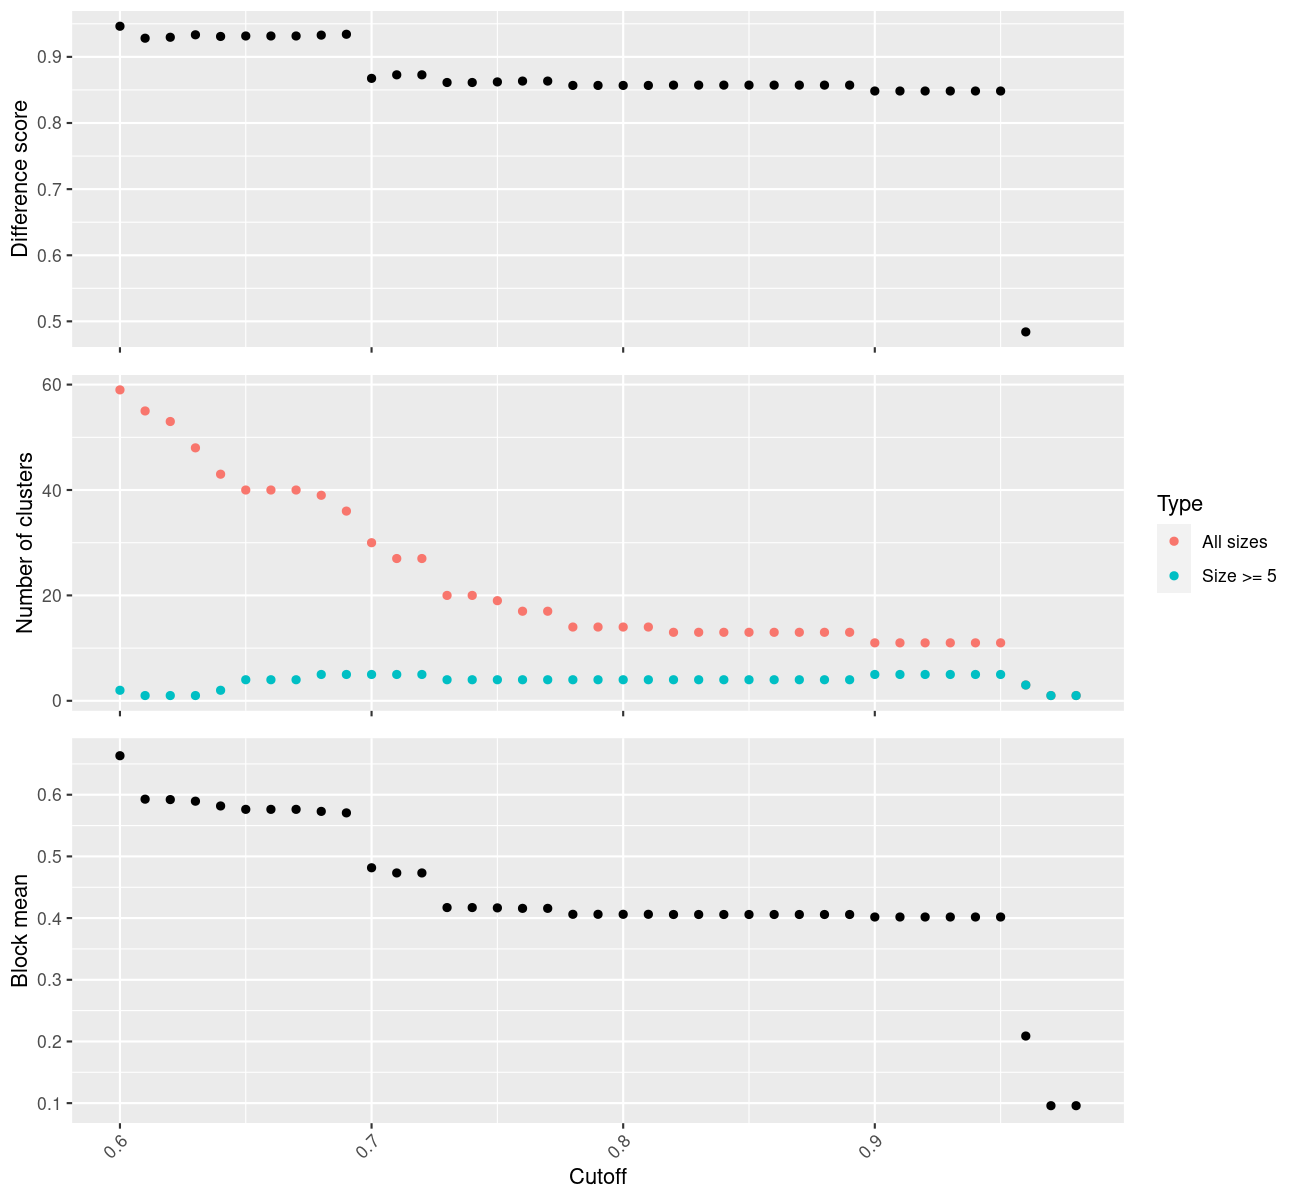 Difference score
0.9
0.8
0.7
0.6
0.5
Number of clusters
60
40
20
0
Type
All sizes
Size >= 5
Block mean
0.6
0.5
0.4
0.3
0.2
0.1
0.6 0.7 0.8 0.9
Cutoff